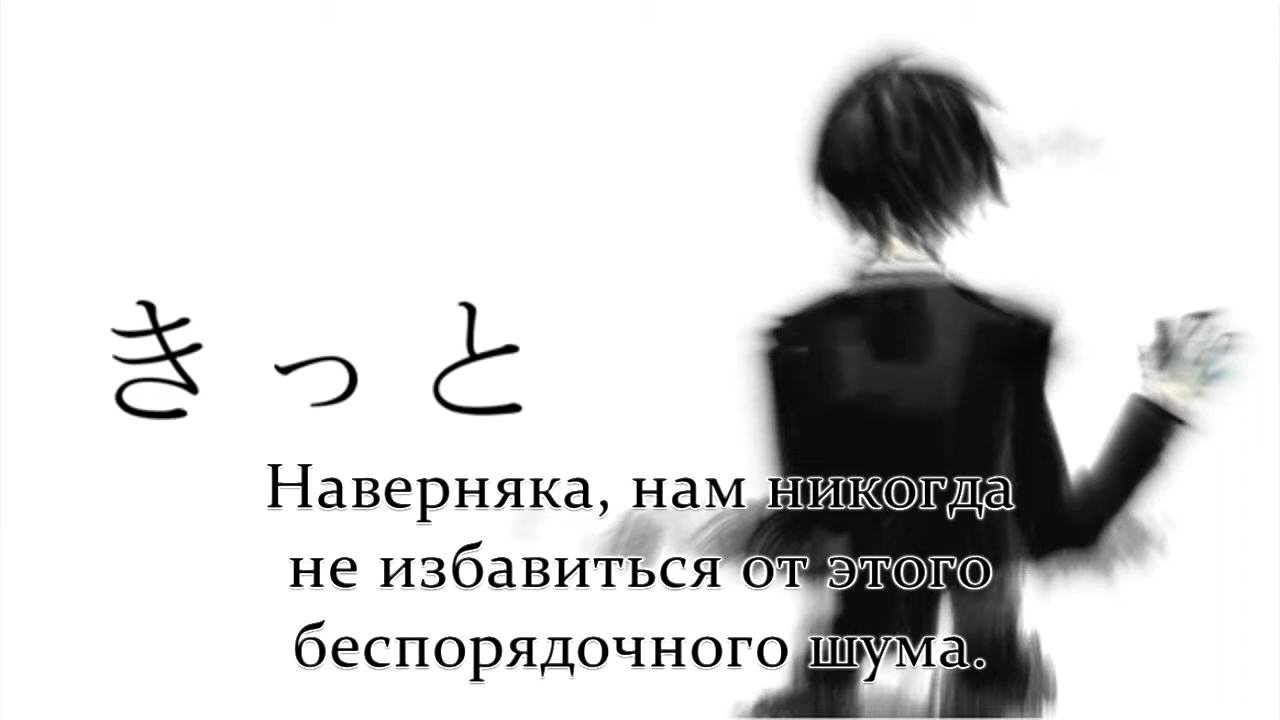 きっと
Наверняка, нам никогда
не избавиться от этого
беспорядочного шума.